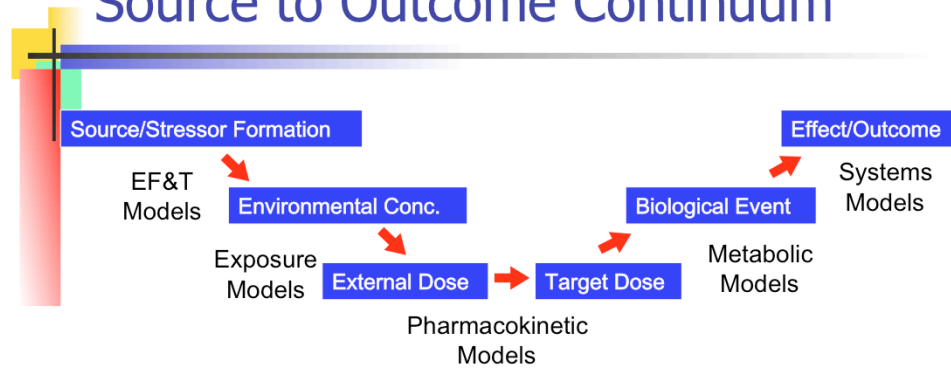 Source to Outcome Continuum
Source/Stressor Formation
Effect/Outcome
EF&T
Models
Systems
Models
Environmental Conc.
Biological Event
Exposure
Models
Metabolic
Models
External Dose
Target Dose
Pharmacokinetic
Models